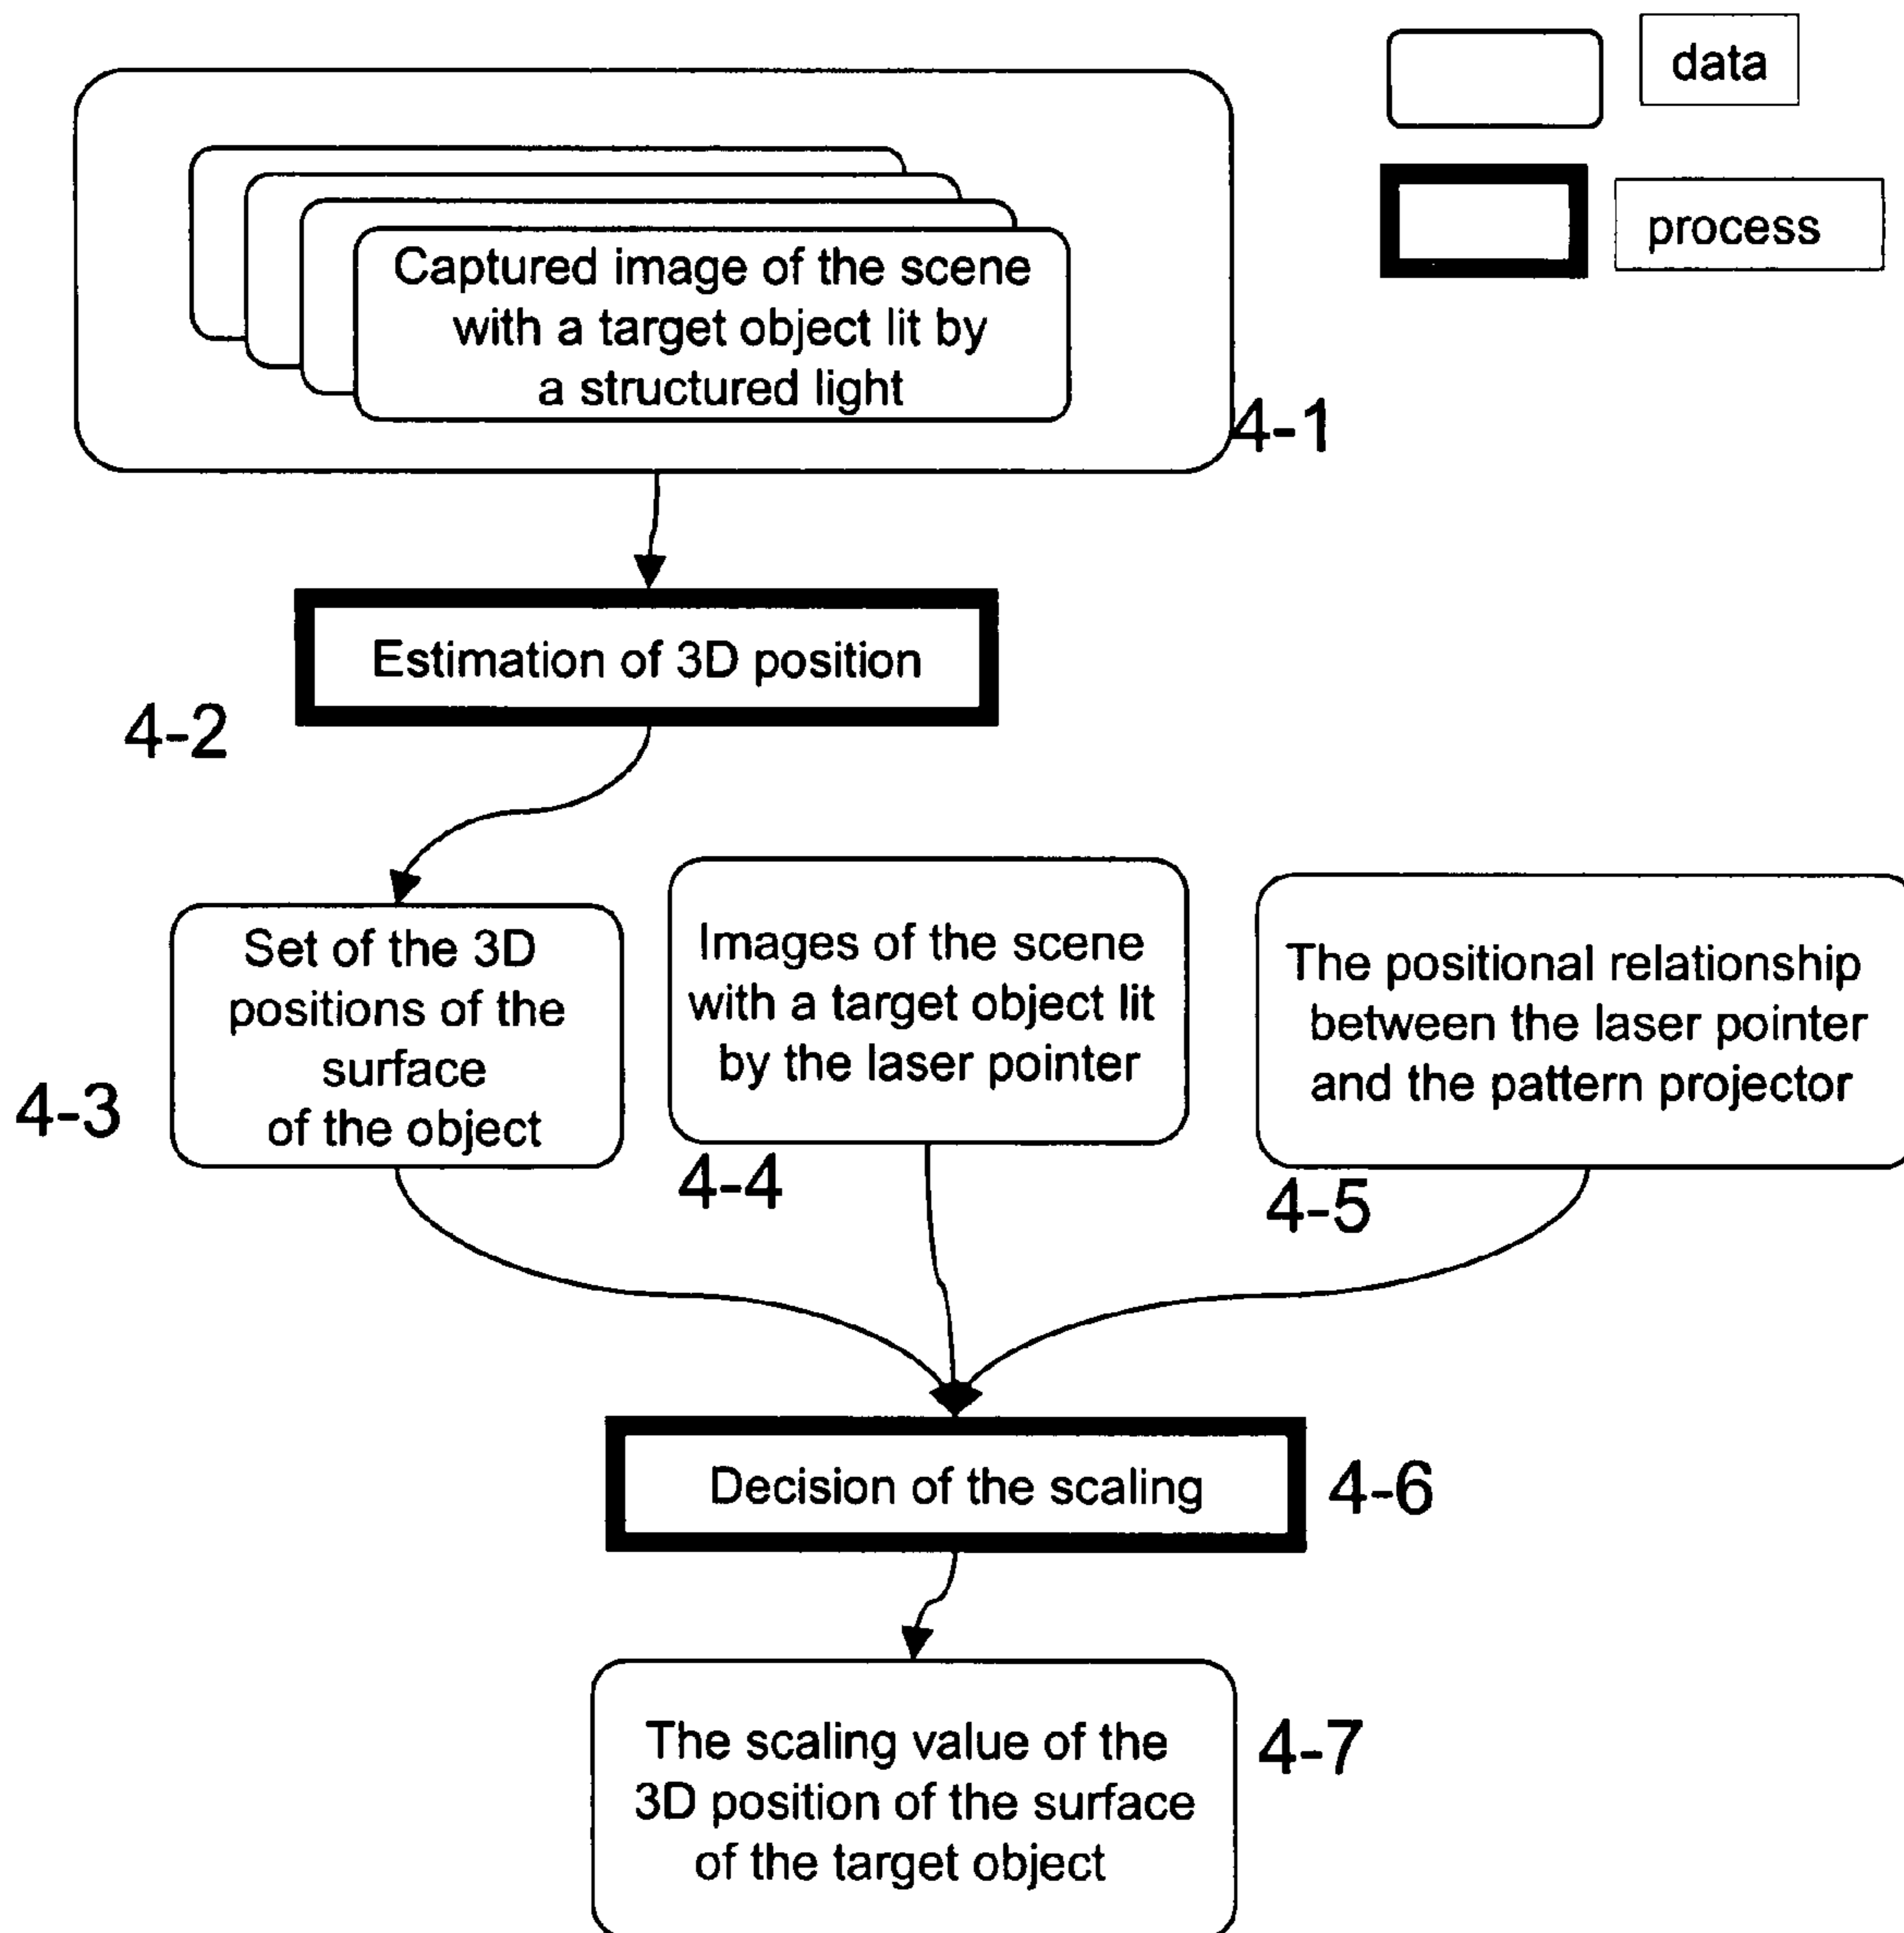 data
process
Captured image of the scene
with a target object lit by
a structured light
4-1
Estimation of 3D position
4-2
Set of the 3D
positions of the
surface
of the object
4-3
Images of the scene
with a target object lit
by the laser pointer
4-4
The positional relationship
between the laser pointer
and the pattern projector
4-5
Decision of the scaling
4-6
The scaling value of the
3D position of the surface
of the target object
4-7